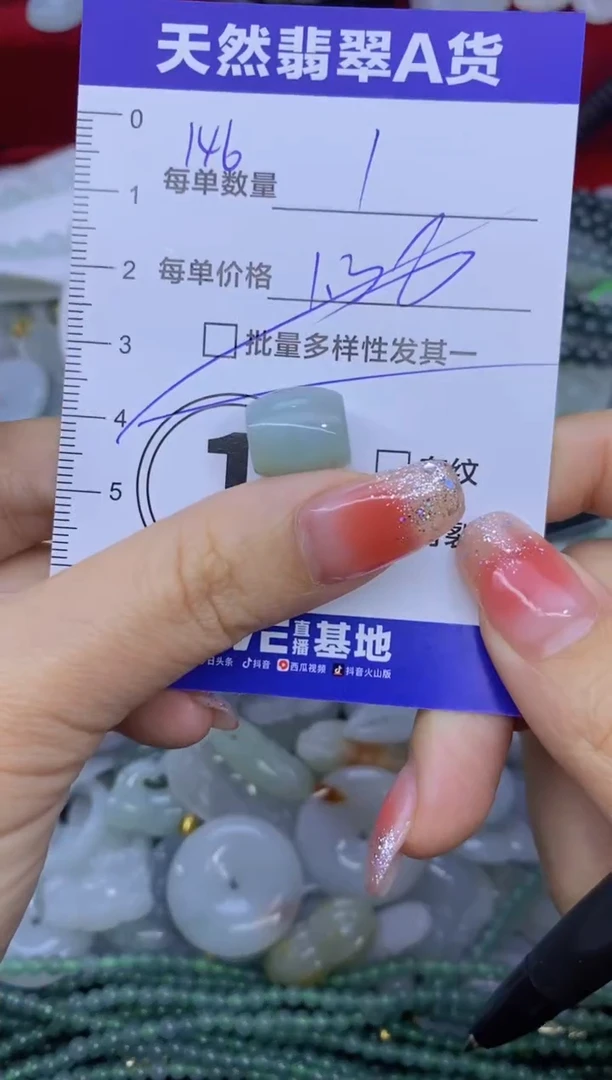 天然翡翠A货
0
146
每单数量 1
1
2
每单价格
3
批量多样性发其一
4
1
5
直播基地
抖音 西瓜视频 抖音火山版